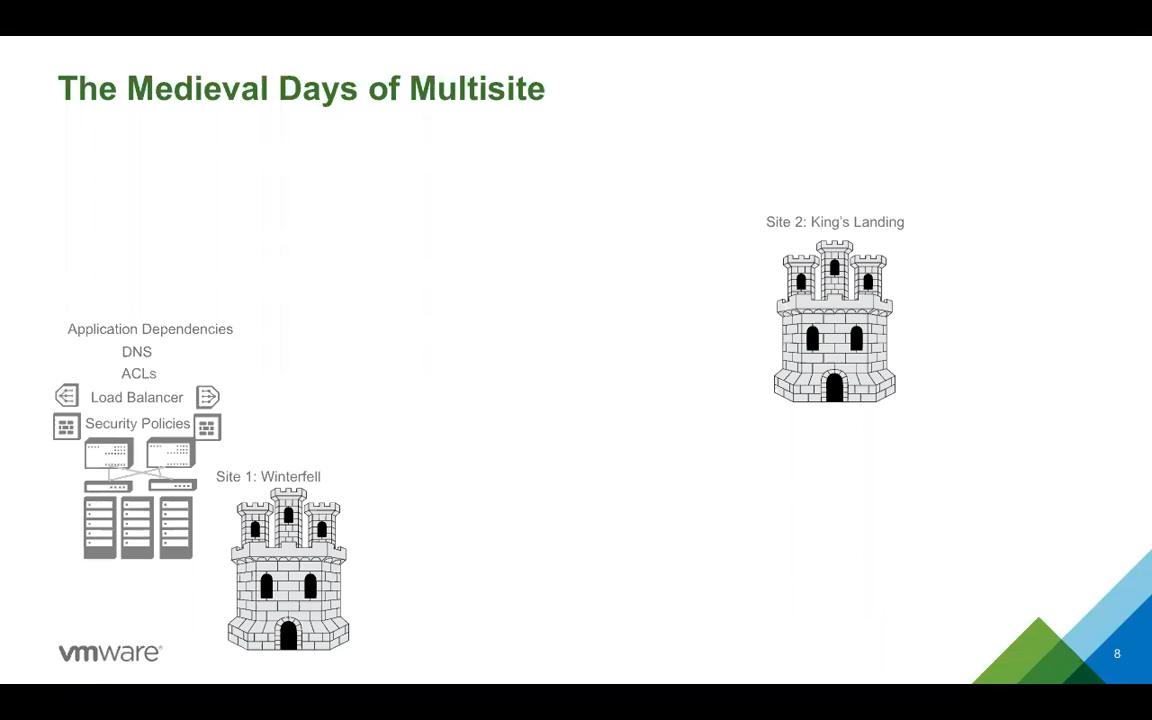 The Medieval Days of Multisite
Site 2: King's Landing
Application Dependencies
DNS
ACLs
Load Balancer
Security Policies
Site 1: Winterfell
vmware®
8